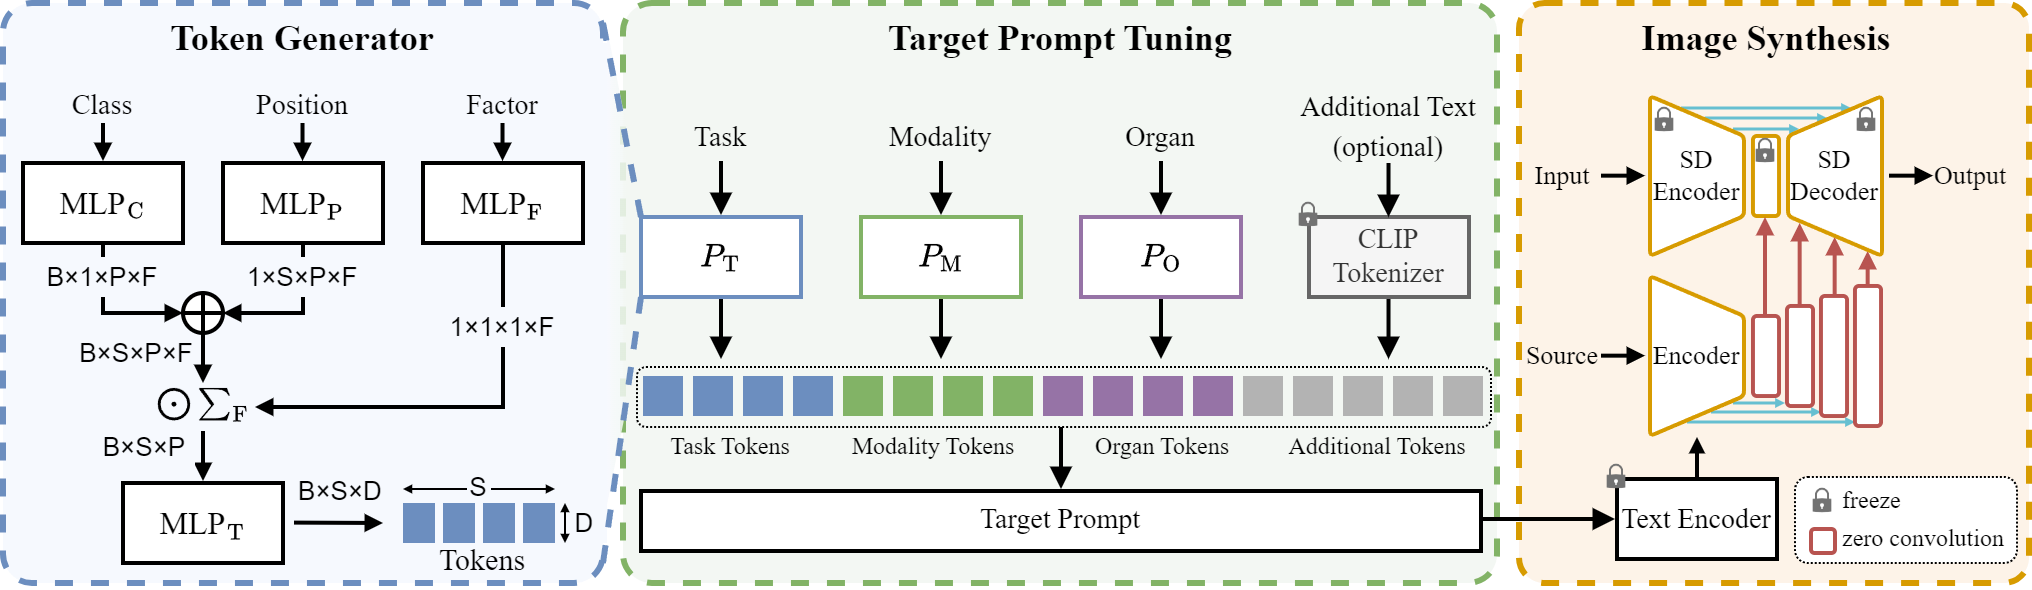 Token Generator
Class
Position
Factor
MLP_C
MLP_P
MLP_F
B×1×P×F
1×S×P×F
1×1×1×F
B×S×P×F
⊙ ∑_F
B×S×P
MLP_T
B×S×D
S
D
Tokens
Target Prompt Tuning
Task
Modality
Organ
Additional Text
(optional)
P_T
P_M
P_O
CLIP
Tokenizer
Task Tokens
Modality Tokens
Organ Tokens
Additional Tokens
Target Prompt
Image Synthesis
Input
SD
Encoder
SD
Decoder
Output
Source
Encoder
Text Encoder
freeze
zero convolution